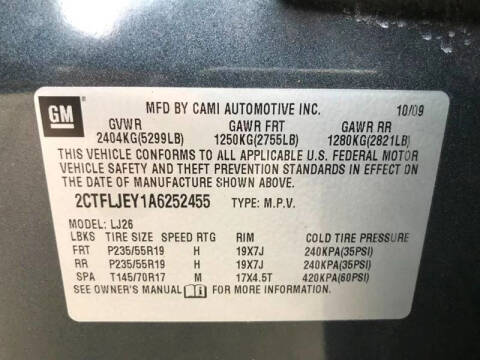 GM
MFD BY CAMI AUTOMOTIVE INC. 10/09
GVWR GAWR FRT GAWR RR
2404KG(5299LB) 1250KG(2755LB) 1280KG(2821LB)
THIS VEHICLE CONFORMS TO ALL APPLICABLE U.S. FEDERAL MOTOR
VEHICLE SAFETY AND THEFT PREVENTION STANDARDS IN EFFECT ON
THE DATE OF MANUFACTURE SHOWN ABOVE.
2CTFLJEY1A6252455 TYPE: M.P.V.
MODEL: LJ26
LBKS TIRE SIZE SPEED RTG RIM COLD TIRE PRESSURE
FRT P235/55R19 H 19X7J 240KPA(35PSI)
RR P235/55R19 H 19X7J 240KPA(35PSI)
SPA T145/70R17 M 17X4.5T 420KPA(60PSI)
SEE OWNER'S MANUAL FOR MORE INFORMATION.